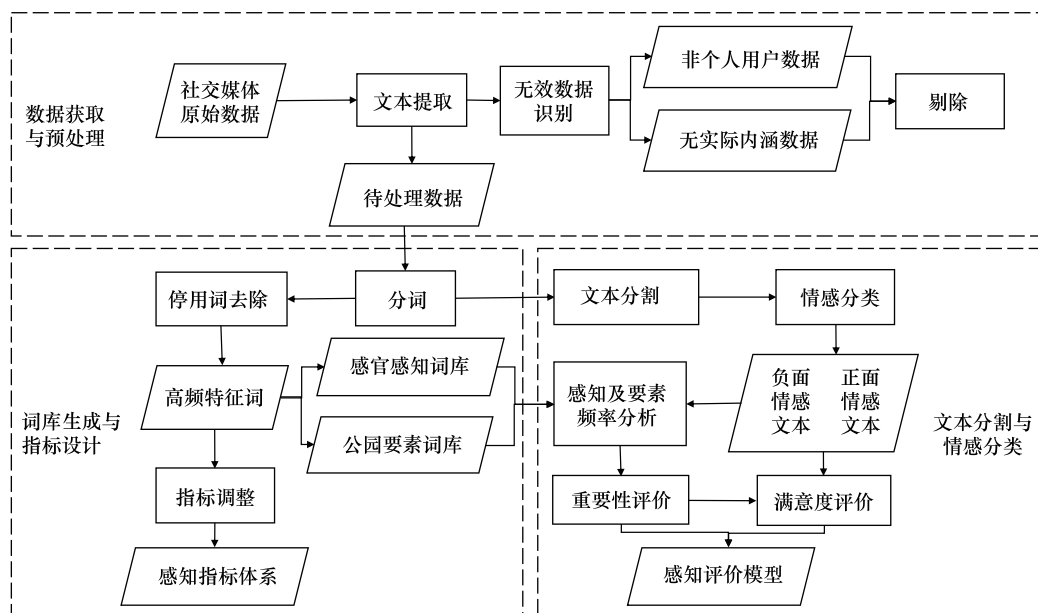 数据获取
与预处理
社交媒体
原始数据
文本提取
无效数据
识别
非个人用户数据
无实际内涵数据
剔除
待处理数据
词库生成与
指标设计
停用词去除
分词
高频特征词
感官感知词库
公园要素词库
指标调整
感知指标体系
文本分割
情感分类
感知及要素
频率分析
负面
情感
文本
正面
情感
文本
重要性评价
满意度评价
感知评价模型
文本分割与
情感分类